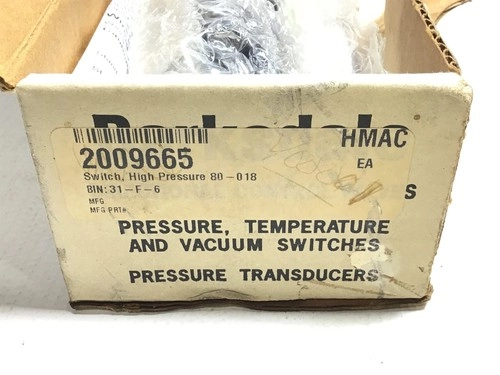 Barksdale
HMAC
2009665
EA
Switch, High Pressure 80-018
BIN: 31-F-6
MFG
MFG PRT#
S
PRESSURE, TEMPERATURE
AND VACUUM SWITCHES
PRESSURE TRANSDUCERS